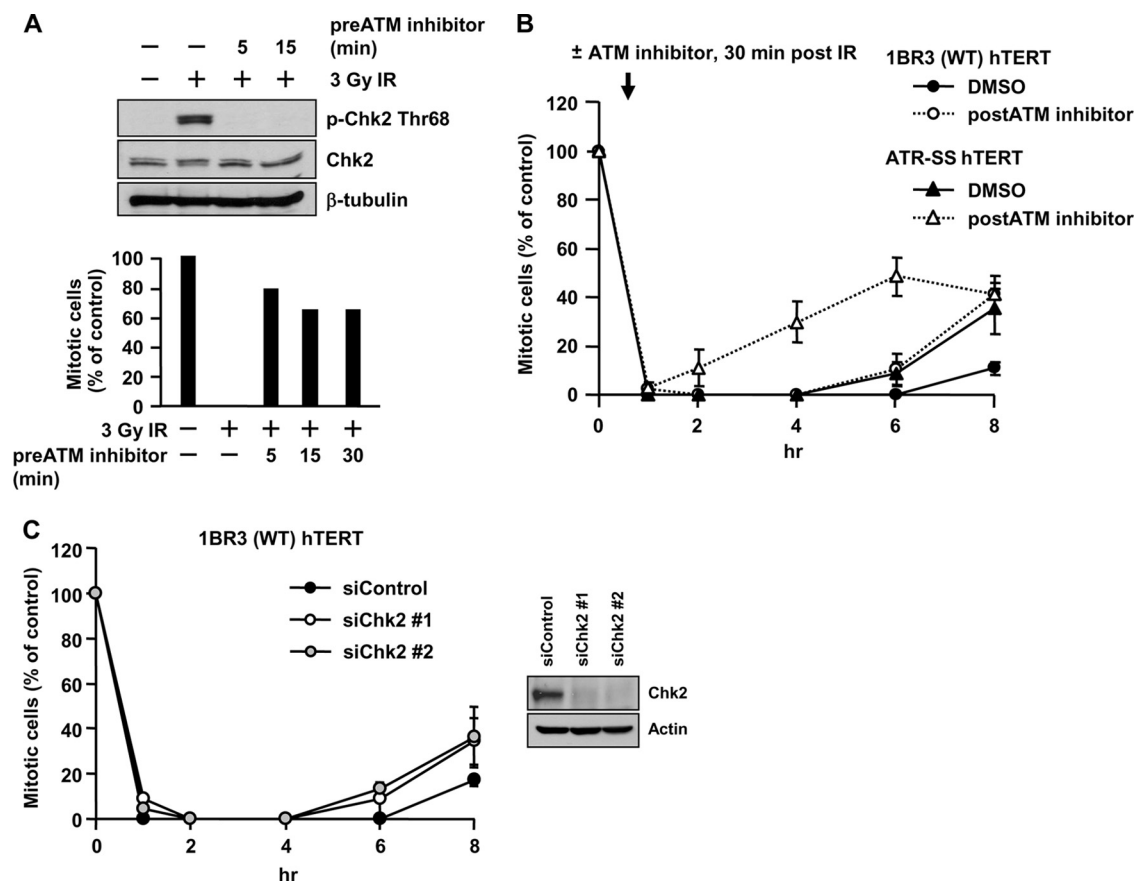 A
preATM inhibitor
(min)
– – 5 15
– + + + 3 Gy IR
p-Chk2 Thr68
Chk2
β-tubulin
Mitotic cells
(% of control)
100
80
60
40
20
0
3 Gy IR – + + + +
preATM inhibitor – – 5 15 30
(min)
B
± ATM inhibitor, 30 min post IR
1BR3 (WT) hTERT
DMSO
postATM inhibitor
ATR-SS hTERT
DMSO
postATM inhibitor
Mitotic cells (% of control)
120
100
80
60
40
20
0
0 2 4 6 8
hr
C
1BR3 (WT) hTERT
siControl
siChk2 #1
siChk2 #2
Mitotic cells (% of control)
120
100
80
60
40
20
0
0 2 4 6 8
hr
siControl
siChk2 #1
siChk2 #2
Chk2
Actin